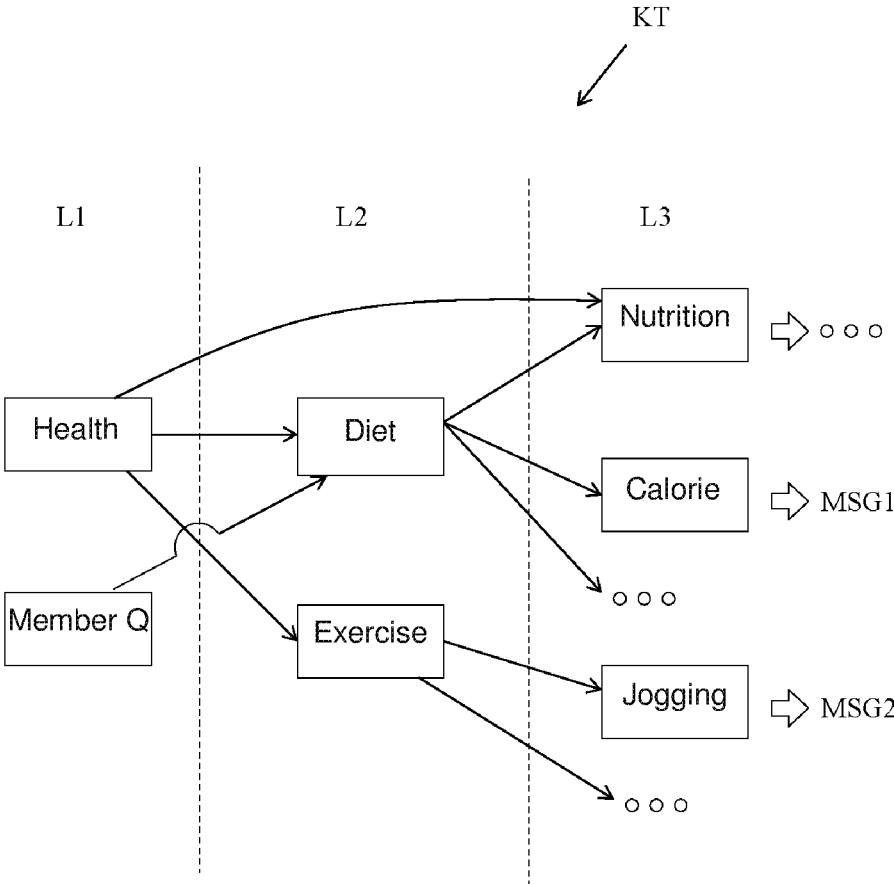 KT
L1
L2
L3
Nutrition
Health
Diet
Calorie
MSG1
Member Q
Exercise
Jogging
MSG2